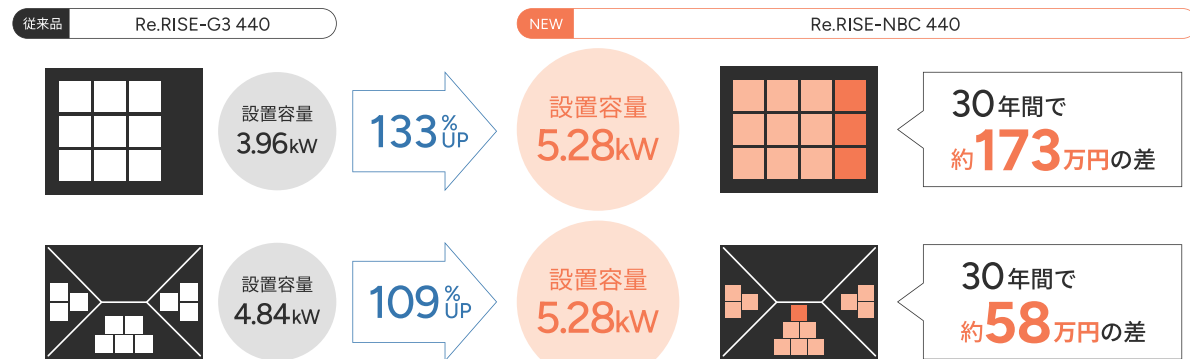 従来品 Re.RISE-G3 440
NEW Re.RISE-NBC 440
設置容量
3.96kW
133%UP
設置容量
5.28kW
30年間で
約173万円の差
設置容量
4.84kW
109%UP
設置容量
5.28kW
30年間で
約58万円の差